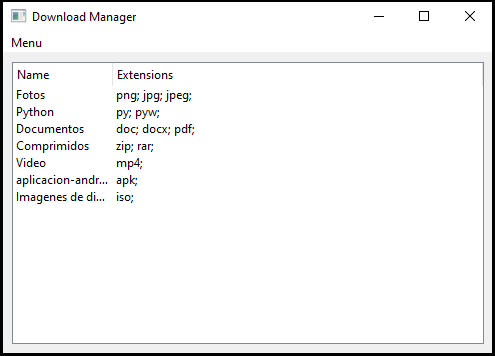 Download Manager
Menu
Name Extensions
Fotos png; jpg; jpeg;
Python py; pyw;
Documentos doc; docx; pdf;
Comprimidos zip; rar;
Video mp4;
aplicacion-andr... apk;
Imagenes de di... iso;